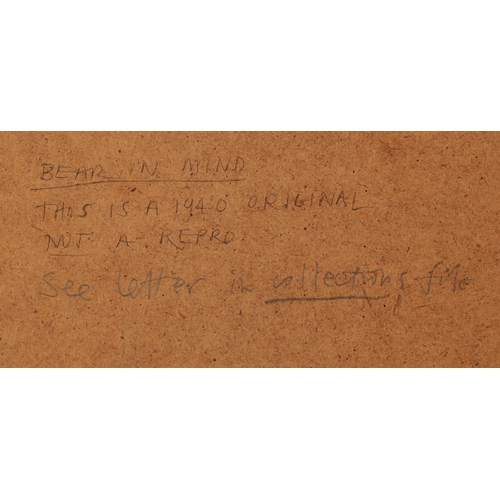 BEAR IN MIND
THIS IS A 1940 ORIGINAL
NOT A REPRO.
See letter in collections file